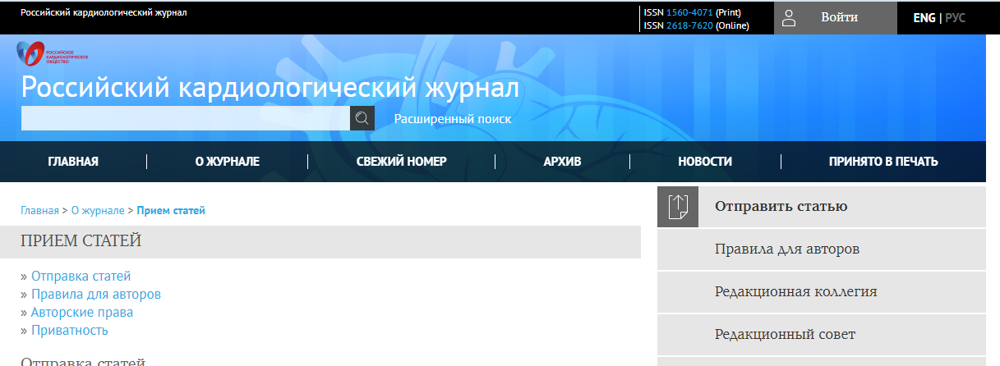 Российский кардиологический журнал
ISSN 1560-4071 (Print)
ISSN 2618-7620 (Online)
Войти
ENG | РУС
РОССИЙСКОЕ
КАРДИОЛОГИЧЕСКОЕ
ОБЩЕСТВО
Российский кардиологический журнал
Расширенный поиск
ГЛАВНАЯ
О ЖУРНАЛЕ
СВЕЖИЙ НОМЕР
АРХИВ
НОВОСТИ
ПРИНЯТО В ПЕЧАТЬ
Главная > О журнале > Прием статей
ПРИЕМ СТАТЕЙ
» Отправка статей
» Правила для авторов
» Авторские права
» Приватность
Отправка статей
Отправить статью
Правила для авторов
Редакционная коллегия
Редакционный совет